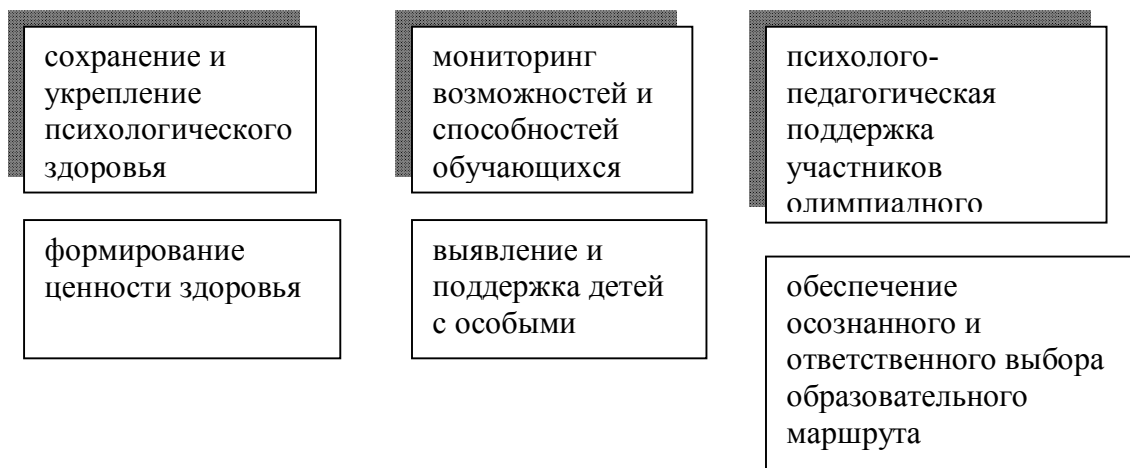 сохранение и
укрепление
психологического
здоровья
мониторинг
возможностей и
способностей
обучающихся
психолого-
педагогическая
поддержка
участников
олимпиадного
формирование
ценности здоровья
выявление и
поддержка детей
с особыми
обеспечение
осознанного и
ответственного выбора
образовательного
маршрута